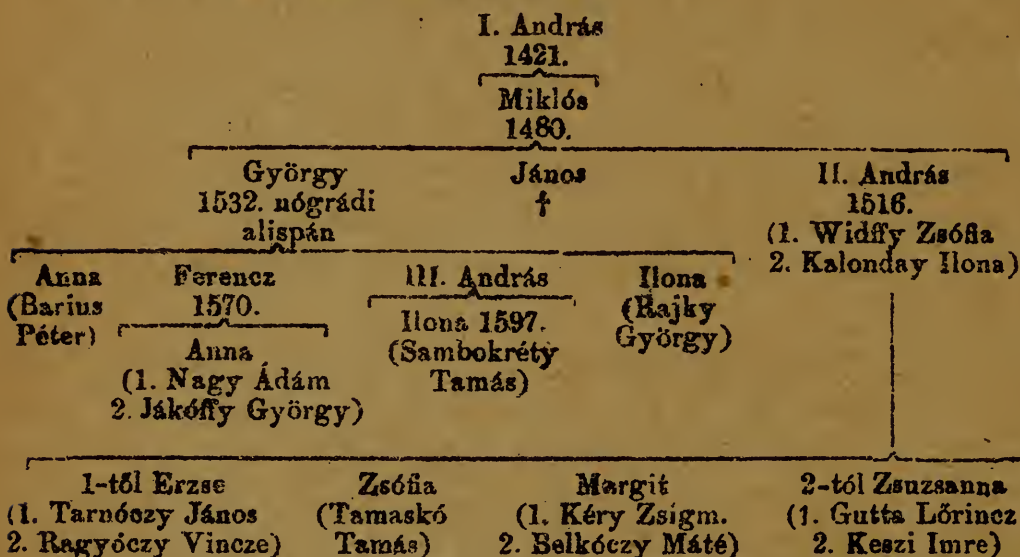 I. András
1421.
Miklós
1480.
György János II. András
1532. nógrádi † 1516.
alispán (1. Widffy Zsófia
2. Kalonday Ilona)
Anna Ferencz III. András Ilona
(Barius 1570. Ilona 1597. (Rajky
Péter) (Sambokréty György)
Anna Tamás)
(1. Nagy Ádám
2. Jákóffy György)
1-től Erzse Zsófia Margit 2-tól Zsuzsanna
(1. Tarnóczy János (Tamaskó (1. Kéry Zsigm. (1. Gutta Lőrincz
2. Ragyóczy Vincze) Tamás) 2. Belkóczy Máté) 2. Keszi Imre)